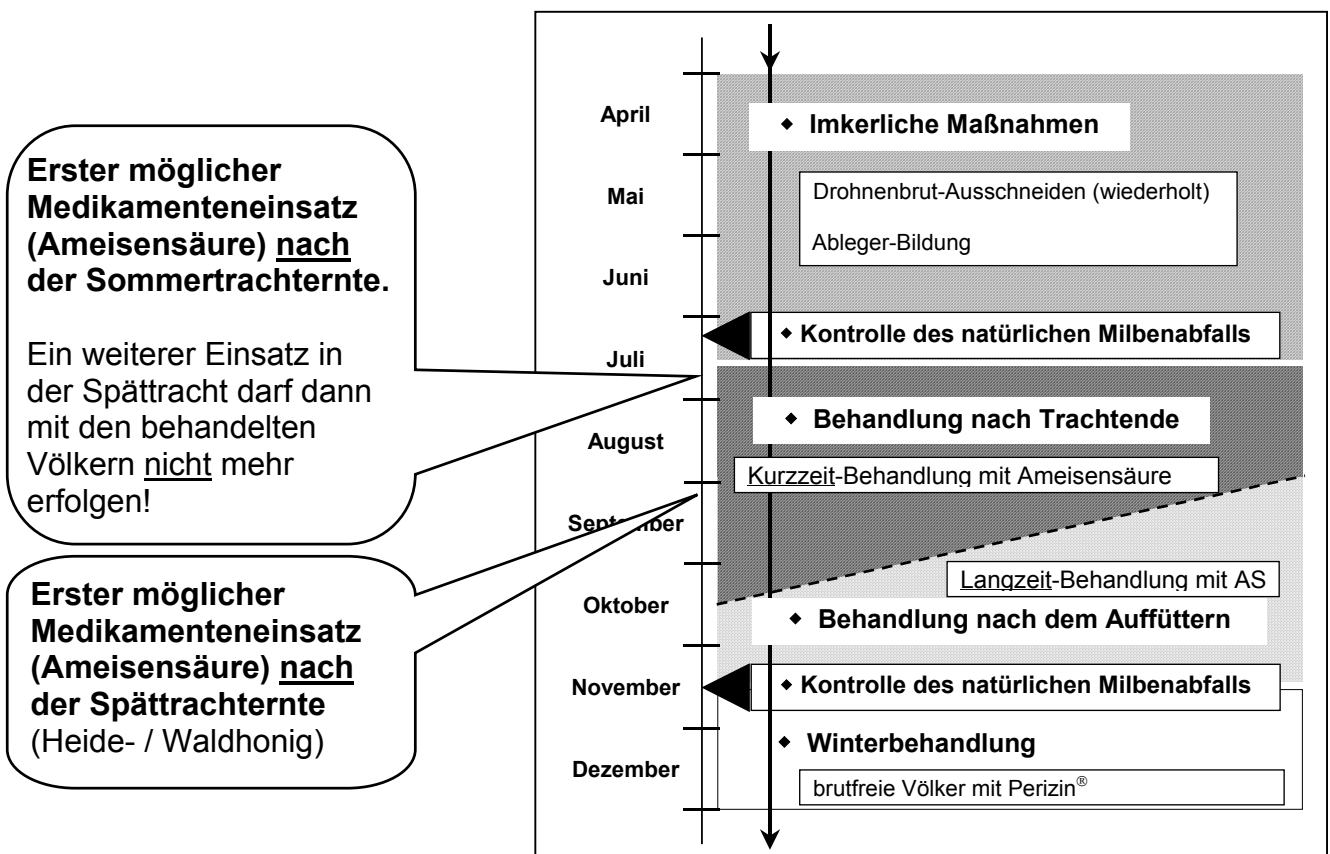 Erster möglicher
Medikamenteneinsatz
(Ameisensäure) nach
der Sommertrachternte.
Ein weiterer Einsatz in
der Spättracht darf dann
mit den behandelten
Völkern nicht mehr
erfolgen!
Erster möglicher
Medikamenteneinsatz
(Ameisensäure) nach
der Spättrachternte
(Heide- / Waldhonig)
April
Mai
Juni
Juli
August
September
Oktober
November
Dezember
◆ Imkerliche Maßnahmen
Drohnenbrut-Ausschneiden (wiederholt)
Ableger-Bildung
◆ Kontrolle des natürlichen Milbenabfalls
◆ Behandlung nach Trachtende
Kurzzeit-Behandlung mit Ameisensäure
Langzeit-Behandlung mit AS
◆ Behandlung nach dem Auffüttern
◆ Kontrolle des natürlichen Milbenabfalls
◆ Winterbehandlung
brutfreie Völker mit Perizin®